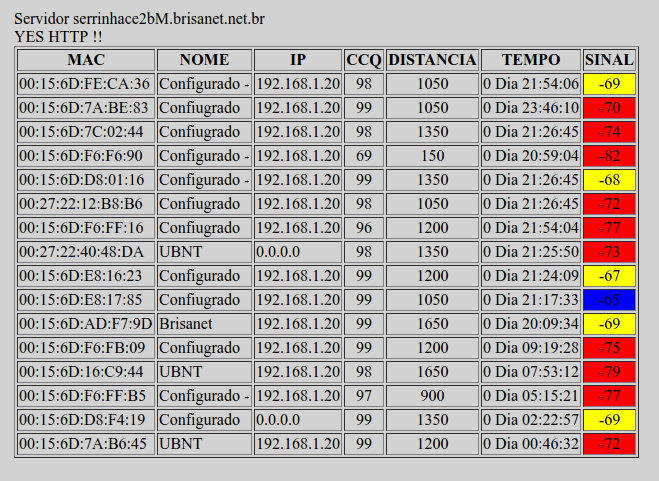 Servidor serrinhace2bM.brisanet.net.br
YES HTTP !!
MAC NOME IP CCQ DISTANCIA TEMPO SINAL
00:15:6D:FE:CA:36 Configurado - 192.168.1.20 98 1050 0 Dia 21:54:06 -69
00:15:6D:7A:BE:83 Confiugrado 192.168.1.20 99 1050 0 Dia 23:46:10 -70
00:15:6D:7C:02:44 Confiugrado 192.168.1.20 98 1350 0 Dia 21:26:45 -74
00:15:6D:F6:F6:90 Configurado - 192.168.1.20 69 150 0 Dia 20:59:04 -82
00:15:6D:D8:01:16 Configurado - 192.168.1.20 99 1350 0 Dia 21:26:45 -68
00:27:22:12:B8:B6 Configurado 192.168.1.20 98 1050 0 Dia 21:26:45 -72
00:15:6D:F6:FF:16 Confiugrado 192.168.1.20 96 1200 0 Dia 21:54:04 -77
00:27:22:40:48:DA UBNT 0.0.0.0 98 1350 0 Dia 21:25:50 -73
00:15:6D:E8:16:23 Configurado 192.168.1.20 99 1200 0 Dia 21:24:09 -67
00:15:6D:E8:17:85 Confiugrado 192.168.1.20 99 1050 0 Dia 21:17:33 -65
00:15:6D:AD:F7:9D Brisanet 192.168.1.20 99 1650 0 Dia 20:09:34 -69
00:15:6D:F6:FB:09 Confiugrado 192.168.1.20 99 1200 0 Dia 09:19:28 -75
00:15:6D:16:C9:44 UBNT 192.168.1.20 98 1650 0 Dia 07:53:12 -79
00:15:6D:F6:FF:B5 Configurado - 192.168.1.20 97 900 0 Dia 05:15:21 -77
00:15:6D:D8:F4:19 Configurado 0.0.0.0 99 1350 0 Dia 02:22:57 -69
00:15:6D:7A:B6:45 UBNT 192.168.1.20 99 1200 0 Dia 00:46:32 -72